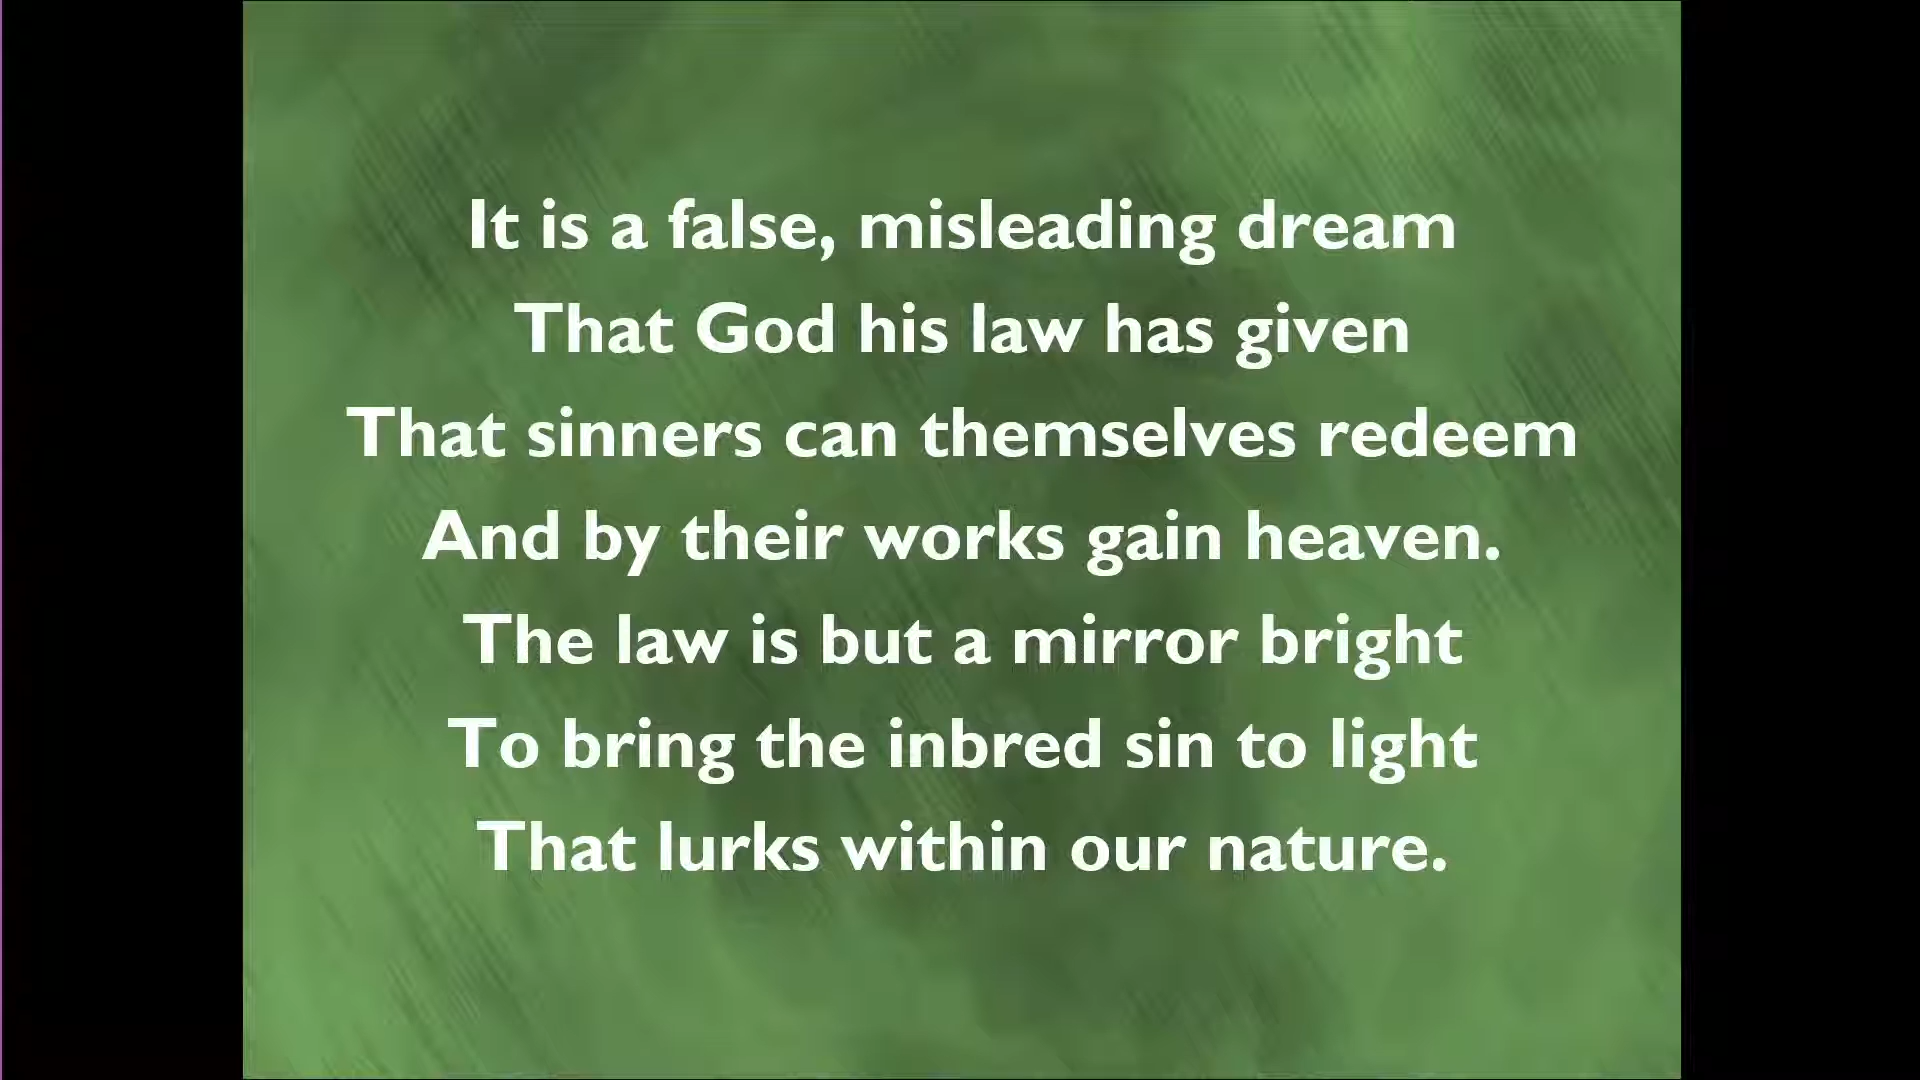 It is a false, misleading dream
That God his law has given
That sinners can themselves redeem
And by their works gain heaven.
The law is but a mirror bright
To bring the inbred sin to light
That lurks within our nature.